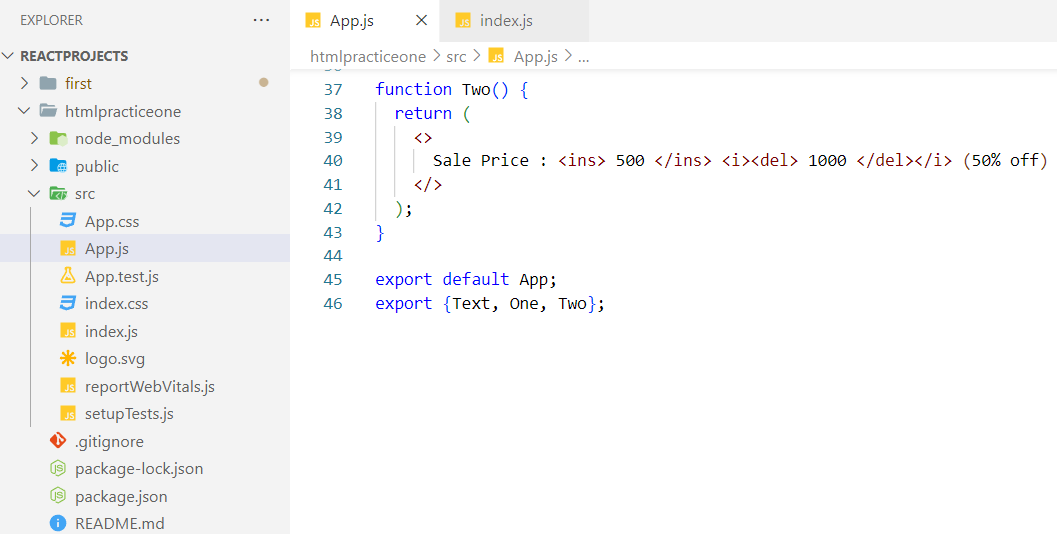 EXPLORER ...
REACTPROJECTS
first
htmlpracticeone
node_modules
public
src
App.css
App.js
App.test.js
index.css
index.js
logo.svg
reportWebVitals.js
setupTests.js
.gitignore
package-lock.json
package.json
README.md
App.js × index.js
htmlpracticeone > src > App.js > ...
37 function Two() {
38 return (
39 <>
40 Sale Price : <ins> 500 </ins> <i><del> 1000 </del></i> (50% off)
41 </>
42 );
43 }
44
45 export default App;
46 export {Text, One, Two};